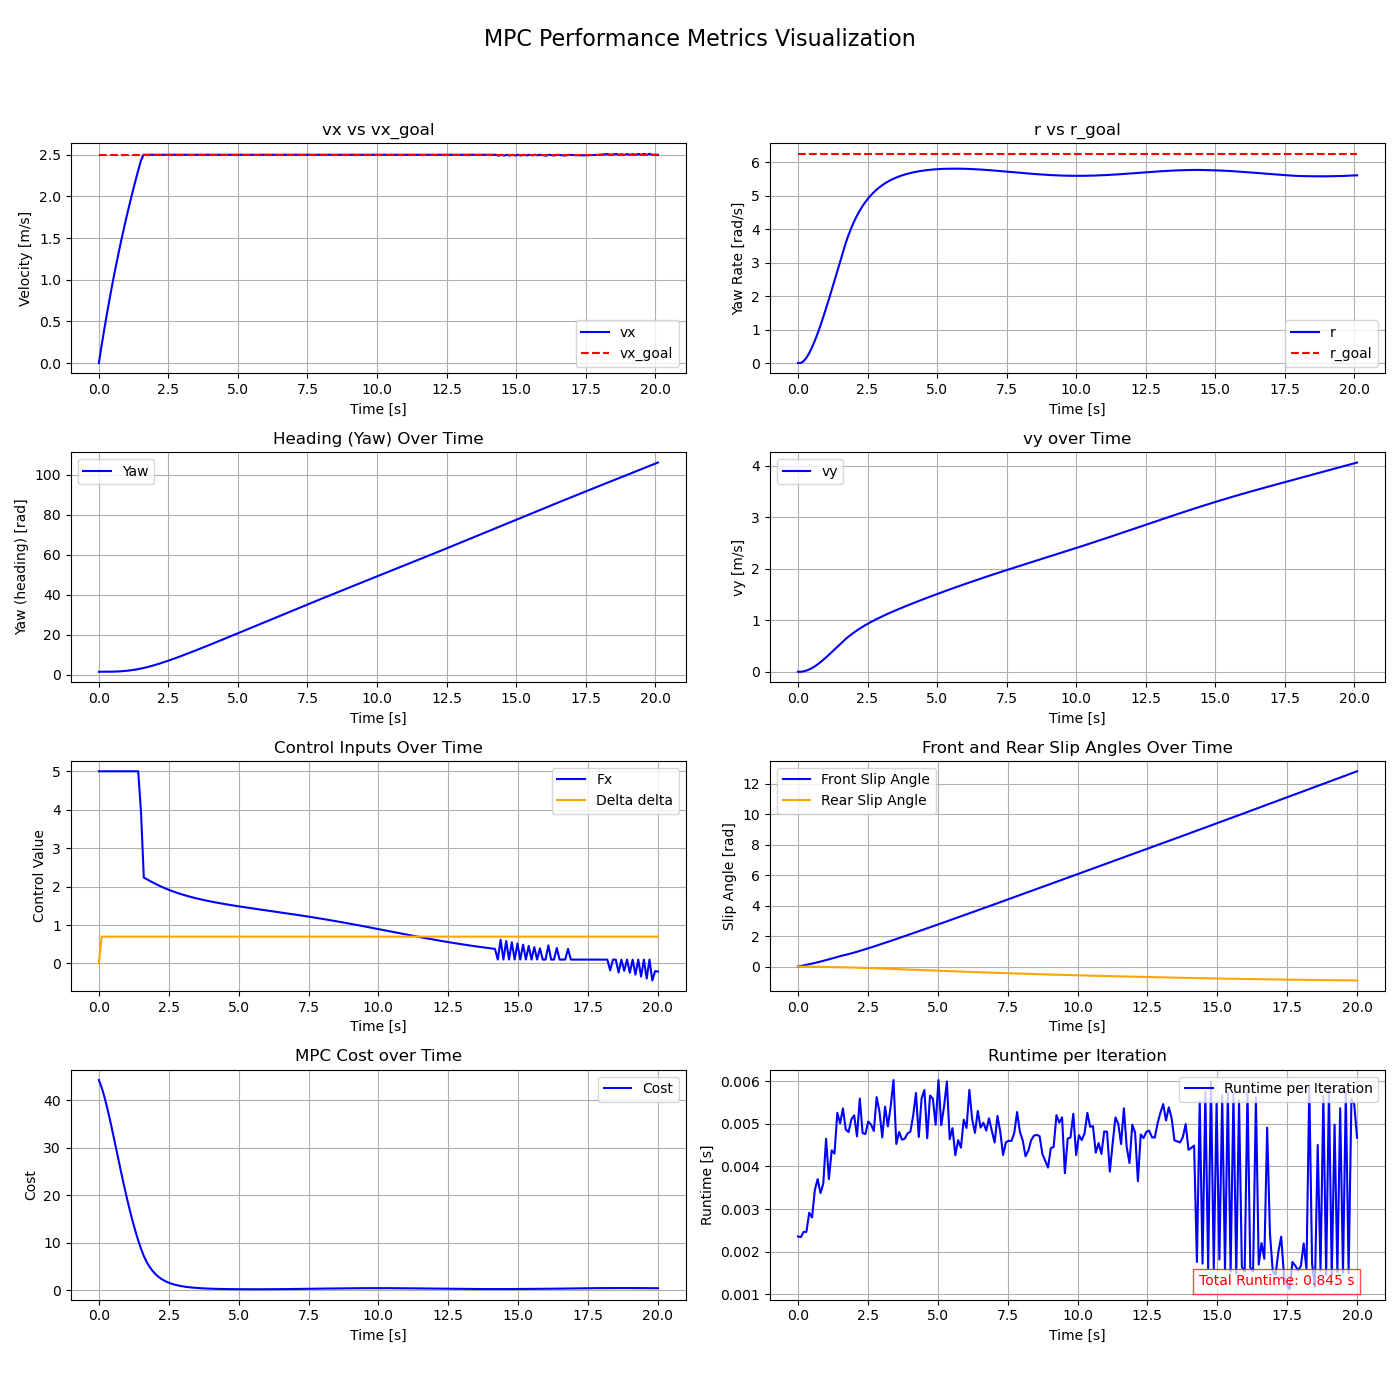 MPC Performance Metrics Visualization
vx vs vx_goal
Velocity [m/s]
2.5
2.0
1.5
1.0
0.5
0.0
vx
vx_goal
0.0 2.5 5.0 7.5 10.0 12.5 15.0 17.5 20.0
Time [s]
r vs r_goal
Yaw Rate [rad/s]
6
5
4
3
2
1
0
r
r_goal
0.0 2.5 5.0 7.5 10.0 12.5 15.0 17.5 20.0
Time [s]
Heading (Yaw) Over Time
Yaw (heading) [rad]
Yaw
100
80
60
40
20
0
0.0 2.5 5.0 7.5 10.0 12.5 15.0 17.5 20.0
Time [s]
vy over Time
vy [m/s]
vy
4
3
2
1
0
0.0 2.5 5.0 7.5 10.0 12.5 15.0 17.5 20.0
Time [s]
Control Inputs Over Time
Control Value
Fx
Delta delta
5
4
3
2
1
0
0.0 2.5 5.0 7.5 10.0 12.5 15.0 17.5 20.0
Time [s]
Front and Rear Slip Angles Over Time
Slip Angle [rad]
Front Slip Angle
Rear Slip Angle
12
10
8
6
4
2
0
0.0 2.5 5.0 7.5 10.0 12.5 15.0 17.5 20.0
Time [s]
MPC Cost over Time
Cost
Cost
40
30
20
10
0
0.0 2.5 5.0 7.5 10.0 12.5 15.0 17.5 20.0
Time [s]
Runtime per Iteration
Runtime [s]
Runtime per Iteration
0.006
0.005
0.004
0.003
0.002
0.001
Total Runtime: 0.845 s
0.0 2.5 5.0 7.5 10.0 12.5 15.0 17.5 20.0
Time [s]